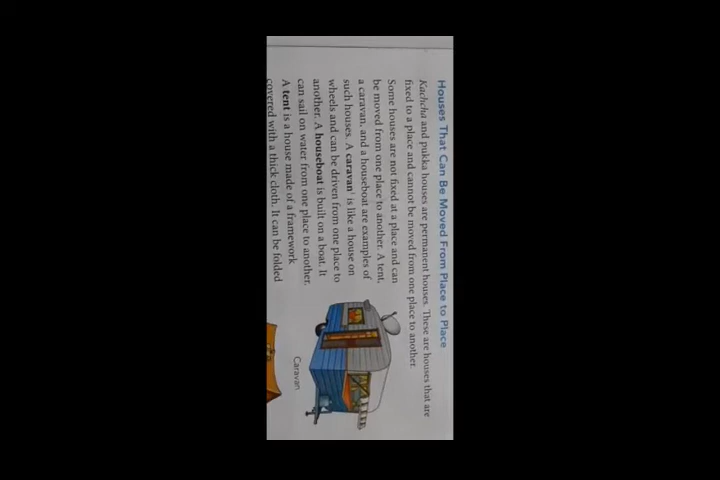 Houses That Can Be Moved From Place to Place
Kachcha and pukka houses are permanent houses. These are houses that are
fixed to a place and cannot be moved from one place to another.
Some houses are not fixed at a place and can
be moved from one place to another. A tent,
a caravan, and a houseboat are examples of
such houses. A caravan¹ is like a house on
wheels and can be driven from one place to
another. A houseboat is built on a boat. It
can sail on water from one place to another.
A tent is a house made of a framework
covered with a thick cloth. It can be folded
Caravan